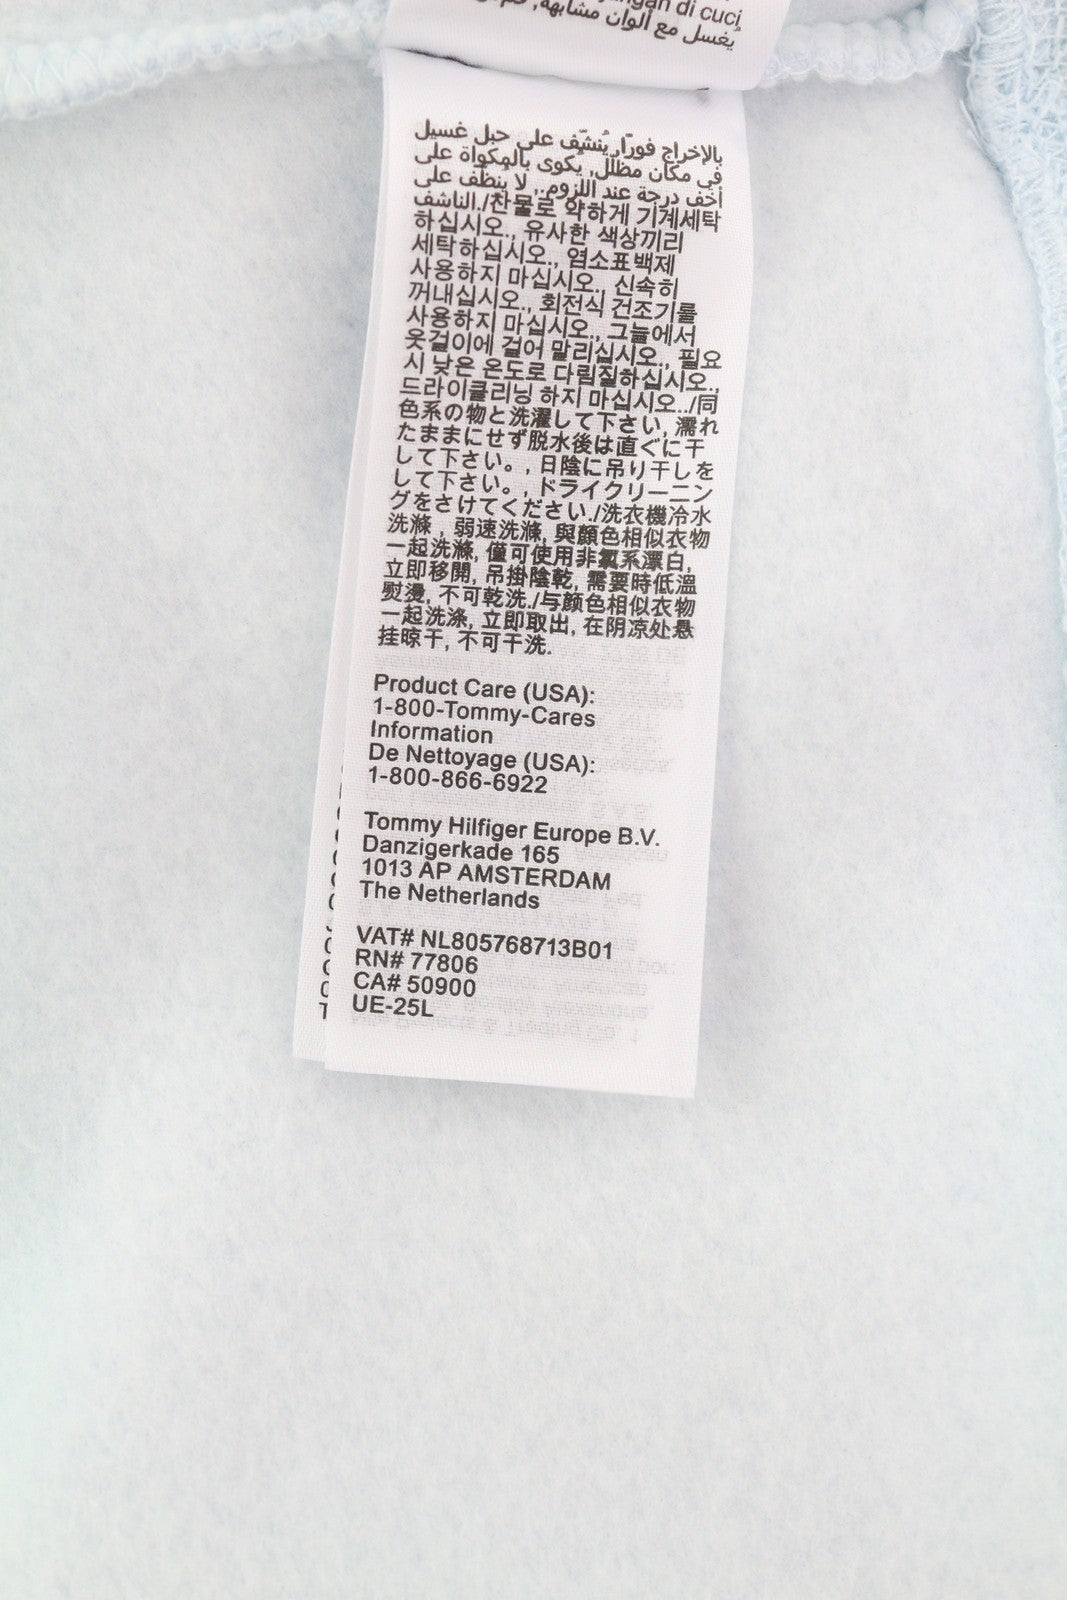 di cuci
يغسل مع ألوان مشابهة,
بالإخراج فورًا, يُنشّف على حبل غسيل
في مكان مظلّل, يُكوى بالمكواة على
أخف درجة عند اللزوم., لا يُنظّف على
الناشف./찬물로 약하게 기계세탁
하십시오., 유사한 색상끼리
세탁하십시오., 염소표백제
사용하지 마십시오., 신속히
꺼내십시오., 회전식 건조기를
사용하지 마십시오., 그늘에서
옷걸이에 걸어 말리십시오., 필요
시 낮은 온도로 다림질하십시오.,
드라이클리닝 하지 마십시오../同
色系の物と洗濯して下さい, 濡れ
たままにせず脱水後は直ぐに干
して下さい。, 日陰に吊り干しを
して下さい。, ドライクリーニン
グをさけてください./洗衣機冷水
洗滌 , 弱速洗滌, 與顏色相似衣物
一起洗滌, 僅可使用非氯系漂白,
立即移開, 吊掛陰乾, 需要時低溫
熨燙, 不可乾洗./与颜色相似衣物
一起洗涤, 立即取出, 在阴凉处悬
挂晾干, 不可干洗.
Product Care (USA):
1-800-Tommy-Cares
Information
De Nettoyage (USA):
1-800-866-6922
Tommy Hilfiger Europe B.V.
Danzigerkade 165
1013 AP AMSTERDAM
The Netherlands
VAT# NL805768713B01
RN# 77806
CA# 50900
UE-25L